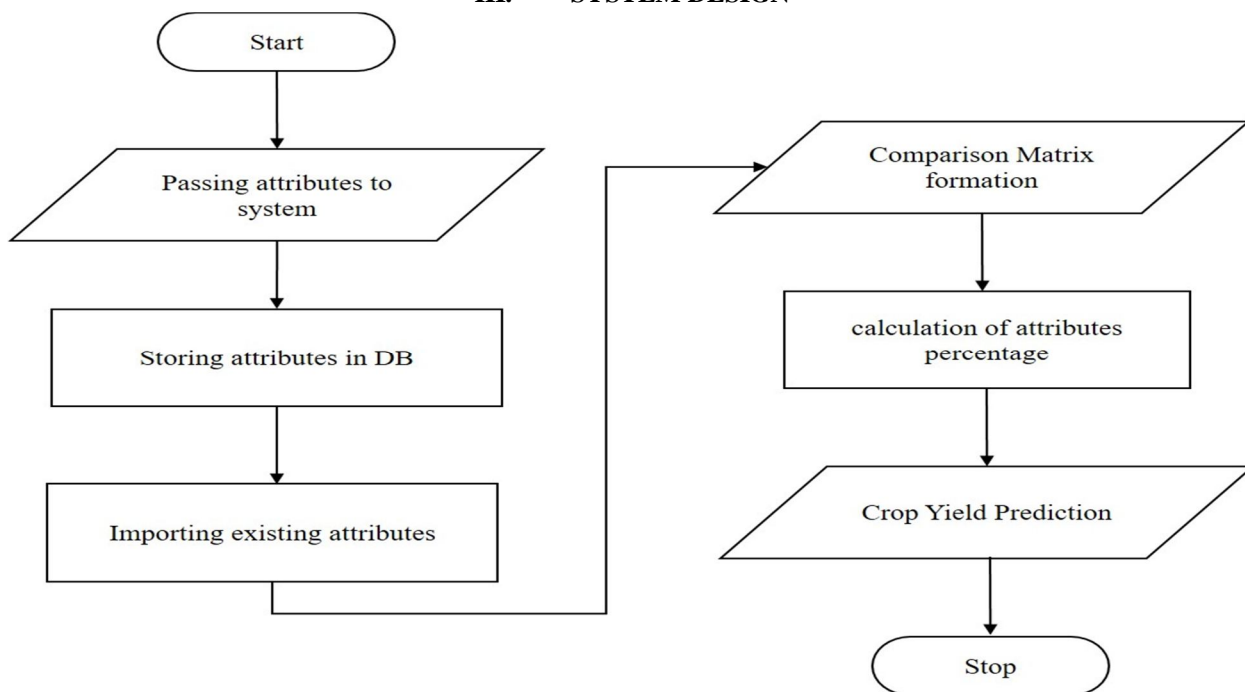 III. SYSTEM DESIGN
Start
Passing attributes to
system
Storing attributes in DB
Importing existing attributes
Comparison Matrix
formation
calculation of attributes
percentage
Crop Yield Prediction
Stop